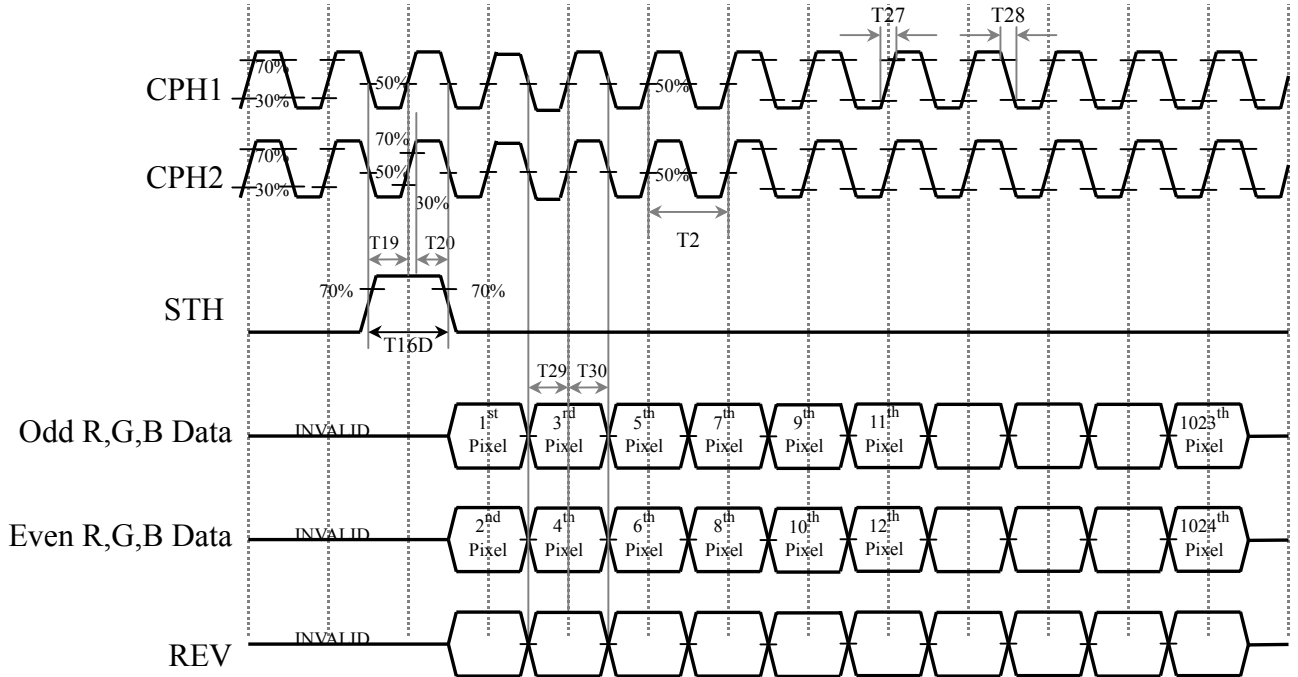 T27 T28
70% 50% 50%
CPH1 30%
70% 70%
CPH2 50% 50%
30% 30%
T2
T19 T20
70% 70%
STH
T16D
T29 T30
Odd R,G,B Data INVALID 1st Pixel 3rd Pixel 5th Pixel 7th Pixel 9th Pixel 11th Pixel 1023th Pixel
Even R,G,B Data INVALID 2nd Pixel 4th Pixel 6th Pixel 8th Pixel 10th Pixel 12th Pixel 1024th Pixel
REV INVALID